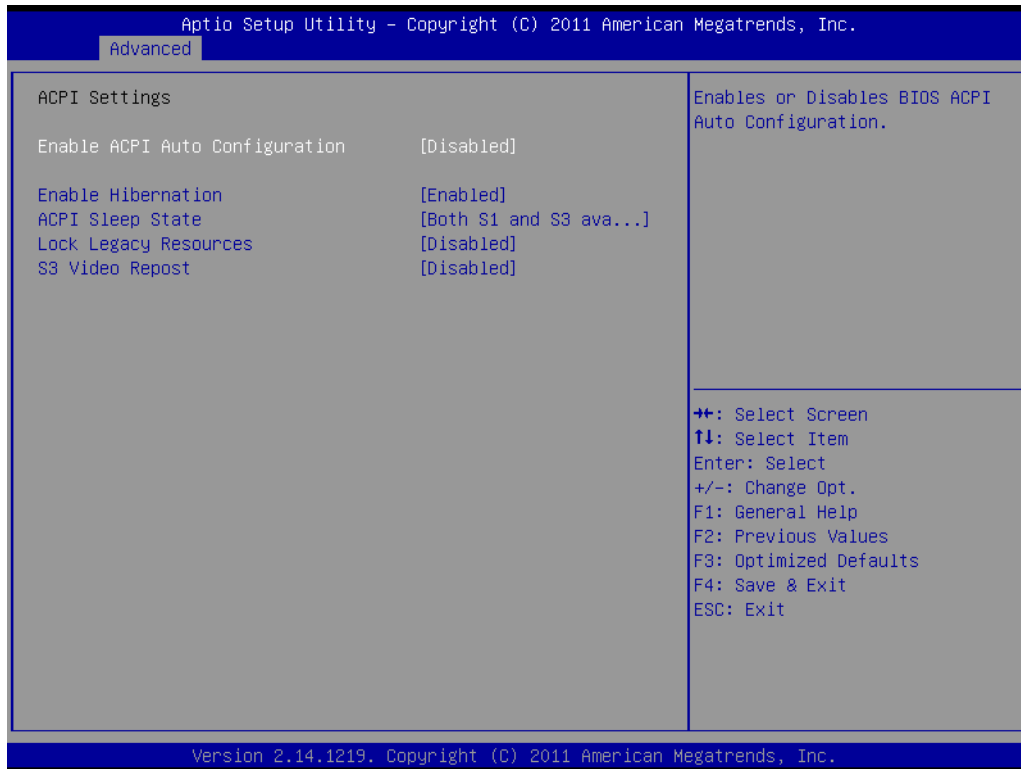 Aptio Setup Utility – Copyright (C) 2011 American Megatrends, Inc.
Advanced
ACPI Settings
Enable ACPI Auto Configuration [Disabled]
Enable Hibernation [Enabled]
ACPI Sleep State [Both S1 and S3 ava...]
Lock Legacy Resources [Disabled]
S3 Video Repost [Disabled]
Enables or Disables BIOS ACPI
Auto Configuration.
→←: Select Screen
↑↓: Select Item
Enter: Select
+/-: Change Opt.
F1: General Help
F2: Previous Values
F3: Optimized Defaults
F4: Save & Exit
ESC: Exit
Version 2.14.1219. Copyright (C) 2011 American Megatrends, Inc.